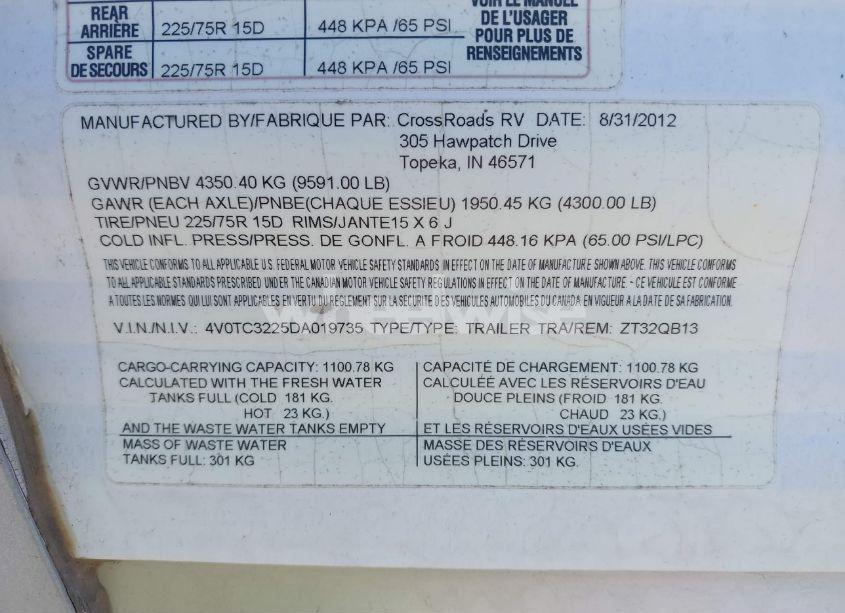 REAR
ARRIÈRE 225/75R 15D 448 KPA /65 PSI
SPARE
DE SECOURS 225/75R 15D 448 KPA /65 PSI
VOIR LE MANUEL
DE L'USAGER
POUR PLUS DE
RENSEIGNEMENTS
MANUFACTURED BY/FABRIQUE PAR: CrossRoads RV DATE: 8/31/2012
305 Hawpatch Drive
Topeka, IN 46571
GVWR/PNBV 4350.40 KG (9591.00 LB)
GAWR (EACH AXLE)/PNBE(CHAQUE ESSIEU) 1950.45 KG (4300.00 LB)
TIRE/PNEU 225/75R 15D RIMS/JANTE15 X 6 J
COLD INFL. PRESS/PRESS. DE GONFL. A FROID 448.16 KPA (65.00 PSI/LPC)
THIS VEHICLE CONFORMS TO ALL APPLICABLE U.S. FEDERAL MOTOR VEHICLE SAFETY STANDARDS IN EFFECT ON THE DATE OF MANUFACTURE SHOWN ABOVE. THIS VEHICLE CONFORMS
TO ALL APPLICABLE STANDARDS PRESCRIBED UNDER THE CANADIAN MOTOR VEHICLE SAFETY REGULATIONS IN EFFECT ON THE DATE OF MANUFACTURE. - CE VEHICULE EST CONFORME
A TOUTES LES NORMES QUI LUI SONT APPLICABLES EN VERTU DU REGLEMENT SUR LA SECURITE DES VEHICULES AUTOMOBILES DU CANADA EN VIGUEUR A LA DATE DE SA FABRICATION.
wheelwise
V.I.N./N.I.V.: 4V0TC3225DA019735 TYPE/TYPE: TRAILER TRA/REM: ZT32QB13
CARGO-CARRYING CAPACITY: 1100.78 KG
CALCULATED WITH THE FRESH WATER
TANKS FULL (COLD 181 KG.
HOT 23 KG.)
AND THE WASTE WATER TANKS EMPTY
MASS OF WASTE WATER
TANKS FULL: 301 KG
CAPACITÉ DE CHARGEMENT: 1100.78 KG
CALCULÉE AVEC LES RÉSERVOIRS D'EAU
DOUCE PLEINS (FROID 181 KG.
CHAUD 23 KG.)
ET LES RÉSERVOIRS D'EAUX USÉES VIDES
MASSE DES RÉSERVOIRS D'EAUX
USÉES PLEINS: 301 KG.